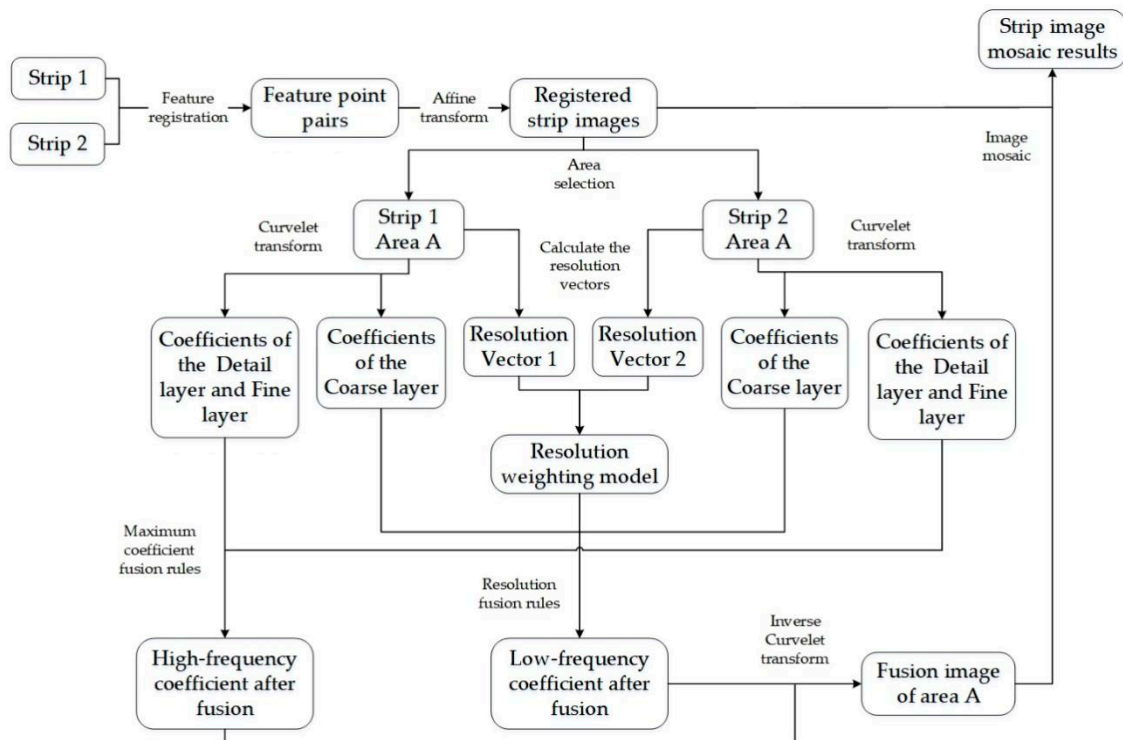 Strip image
mosaic results
Strip 1
Strip 2
Feature
registration
Feature point
pairs
Affine
transform
Registered
strip images
Image
mosaic
Area
selection
Curvelet
transform
Strip 1
Area A
Calculate the
resolution
vectors
Strip 2
Area A
Curvelet
transform
Coefficients of
the Detail
layer and Fine
layer
Coefficients
of the
Coarse layer
Resolution
Vector 1
Resolution
Vector 2
Coefficients
of the
Coarse layer
Coefficients of
the Detail
layer and Fine
layer
Resolution
weighting model
Maximum
coefficient
fusion rules
Resolution
fusion rules
High-frequency
coefficient after
fusion
Low-frequency
coefficient after
fusion
Inverse
Curvelet
transform
Fusion image
of area A